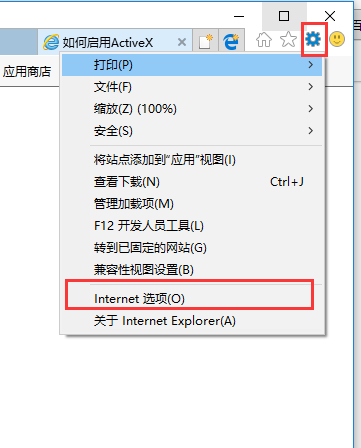 如何启用ActiveX
应用商店
打印(P)
文件(F)
缩放(Z) (100%)
安全(S)
将站点添加到“应用”视图(I)
查看下载(N) Ctrl+J
管理加载项(M)
F12 开发人员工具(L)
转到已固定的网站(G)
兼容性视图设置(B)
Internet 选项(O)
关于 Internet Explorer(A)